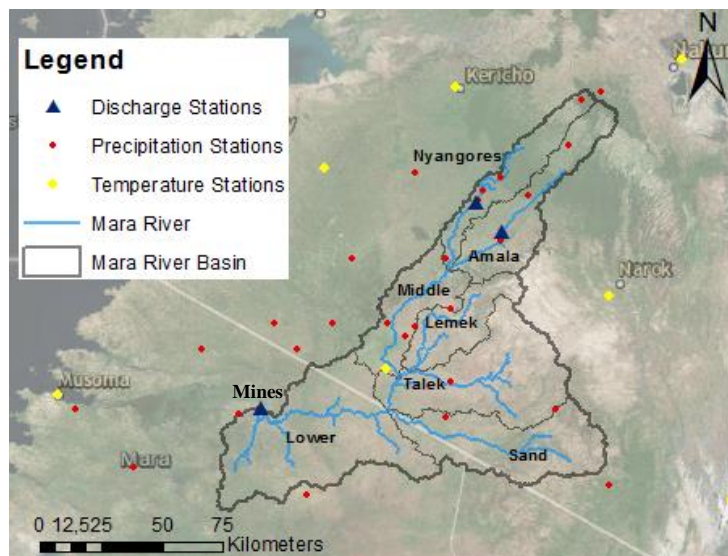 Legend
Discharge Stations
Precipitation Stations
Temperature Stations
Mara River
Mara River Basin
N
Kericho
Nyangores
Amala
Narok
Middle
Lemek
Musoma
Mines
Talek
Lower
Sand
Mara
0 12,525 50 75
Kilometers